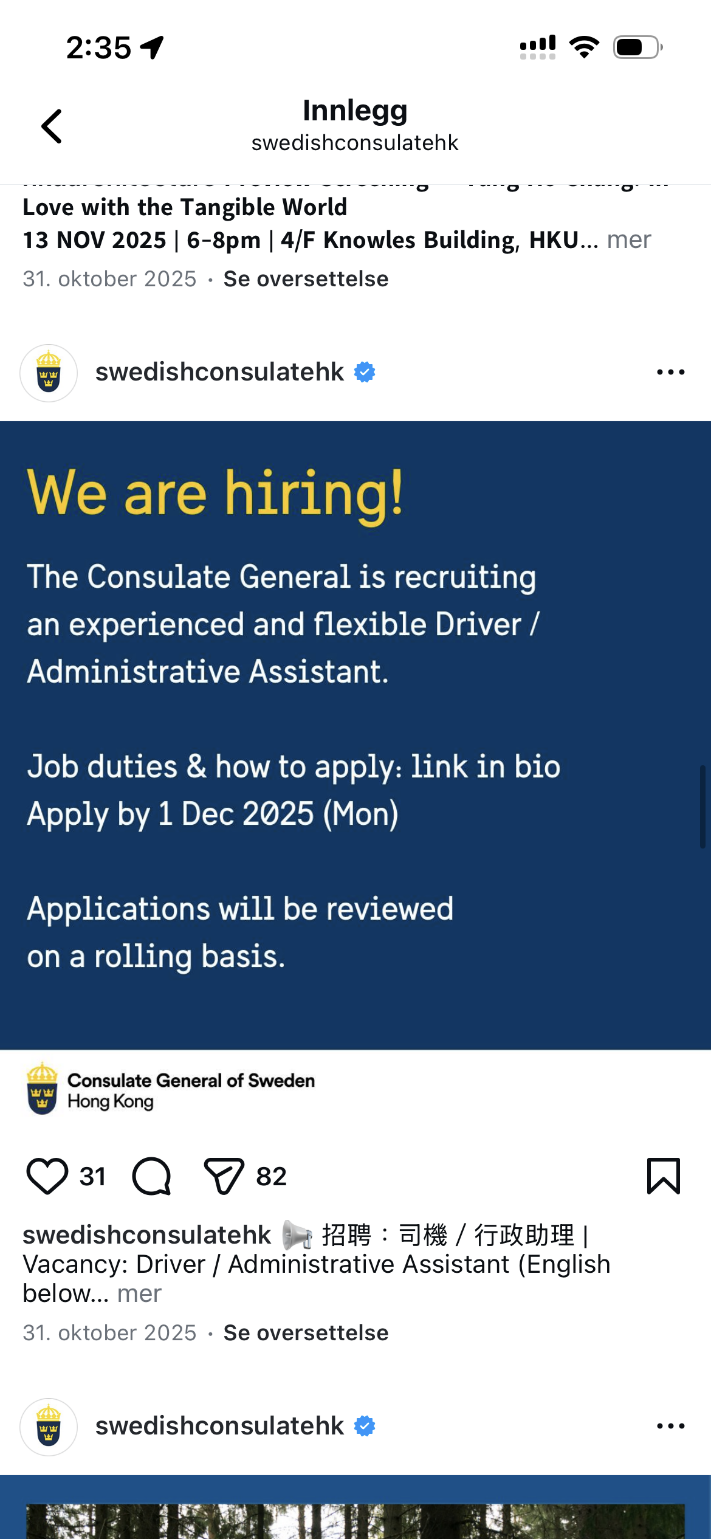 2:35
Innlegg
swedishconsulatehk
Love with the Tangible World
13 NOV 2025 | 6-8pm | 4/F Knowles Building, HKU... mer
31. oktober 2025 · Se oversettelse
swedishconsulatehk
We are hiring!
The Consulate General is recruiting
an experienced and flexible Driver /
Administrative Assistant.
Job duties & how to apply: link in bio
Apply by 1 Dec 2025 (Mon)
Applications will be reviewed
on a rolling basis.
Consulate General of Sweden
Hong Kong
31 82
swedishconsulatehk 📢 招聘：司機 / 行政助理 |
Vacancy: Driver / Administrative Assistant (English
below... mer
31. oktober 2025 · Se oversettelse
swedishconsulatehk